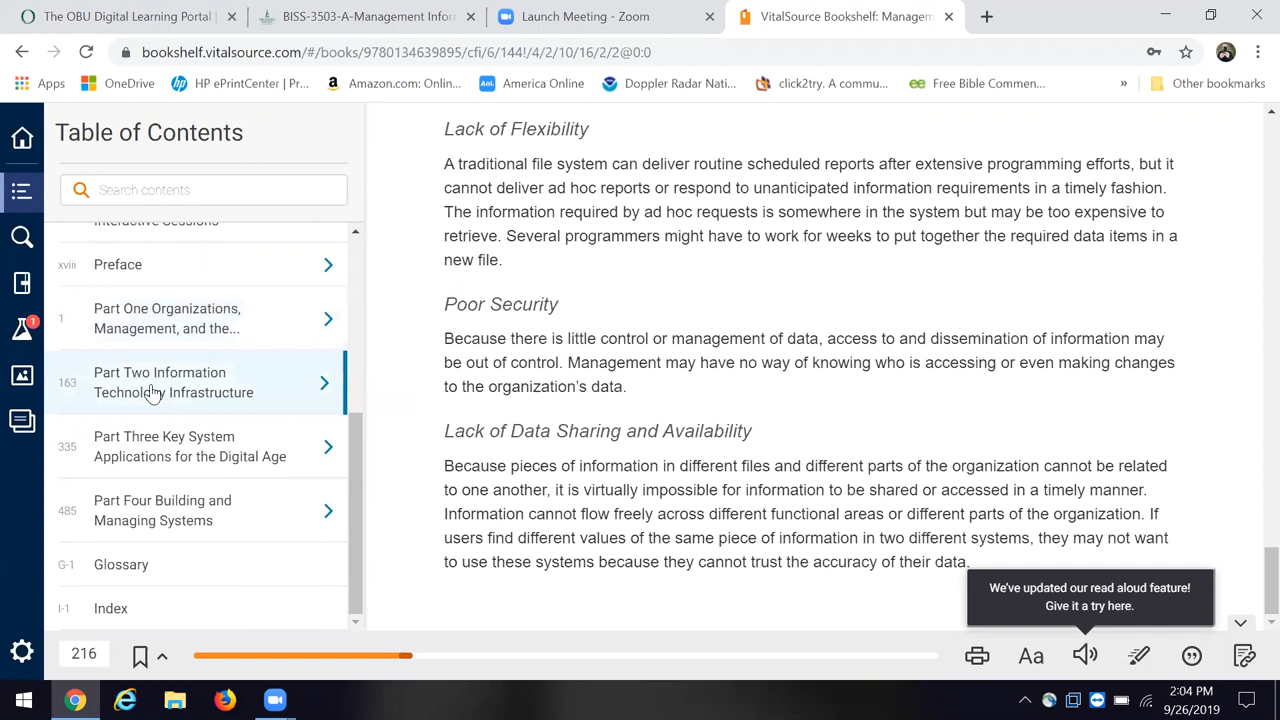 The OBU Digital Learning Portal
BISS-3503-A-Management Infor
Launch Meeting - Zoom
VitalSource Bookshelf: Managem
bookshelf.vitalsource.com/#/books/9780134639895/cfi/6/144!/4/2/10/16/2/2@0:0
Apps
OneDrive
HP ePrintCenter | Pr...
Amazon.com: Onlin...
America Online
Doppler Radar Nati...
click2try. A commu...
Free Bible Commen...
»
Other bookmarks
Table of Contents
Search contents
Interactive Sessions
xviii Preface
1 Part One Organizations,
Management, and the...
163 Part Two Information
Technology Infrastructure
335 Part Three Key System
Applications for the Digital Age
485 Part Four Building and
Managing Systems
G-1 Glossary
I-1 Index
1
Lack of Flexibility
A traditional file system can deliver routine scheduled reports after extensive programming efforts, but it
cannot deliver ad hoc reports or respond to unanticipated information requirements in a timely fashion.
The information required by ad hoc requests is somewhere in the system but may be too expensive to
retrieve. Several programmers might have to work for weeks to put together the required data items in a
new file.
Poor Security
Because there is little control or management of data, access to and dissemination of information may
be out of control. Management may have no way of knowing who is accessing or even making changes
to the organization's data.
Lack of Data Sharing and Availability
Because pieces of information in different files and different parts of the organization cannot be related
to one another, it is virtually impossible for information to be shared or accessed in a timely manner.
Information cannot flow freely across different functional areas or different parts of the organization. If
users find different values of the same piece of information in two different systems, they may not want
to use these systems because they cannot trust the accuracy of their data.
We've updated our read aloud feature!
Give it a try here.
216
Aa
2:04 PM
9/26/2019